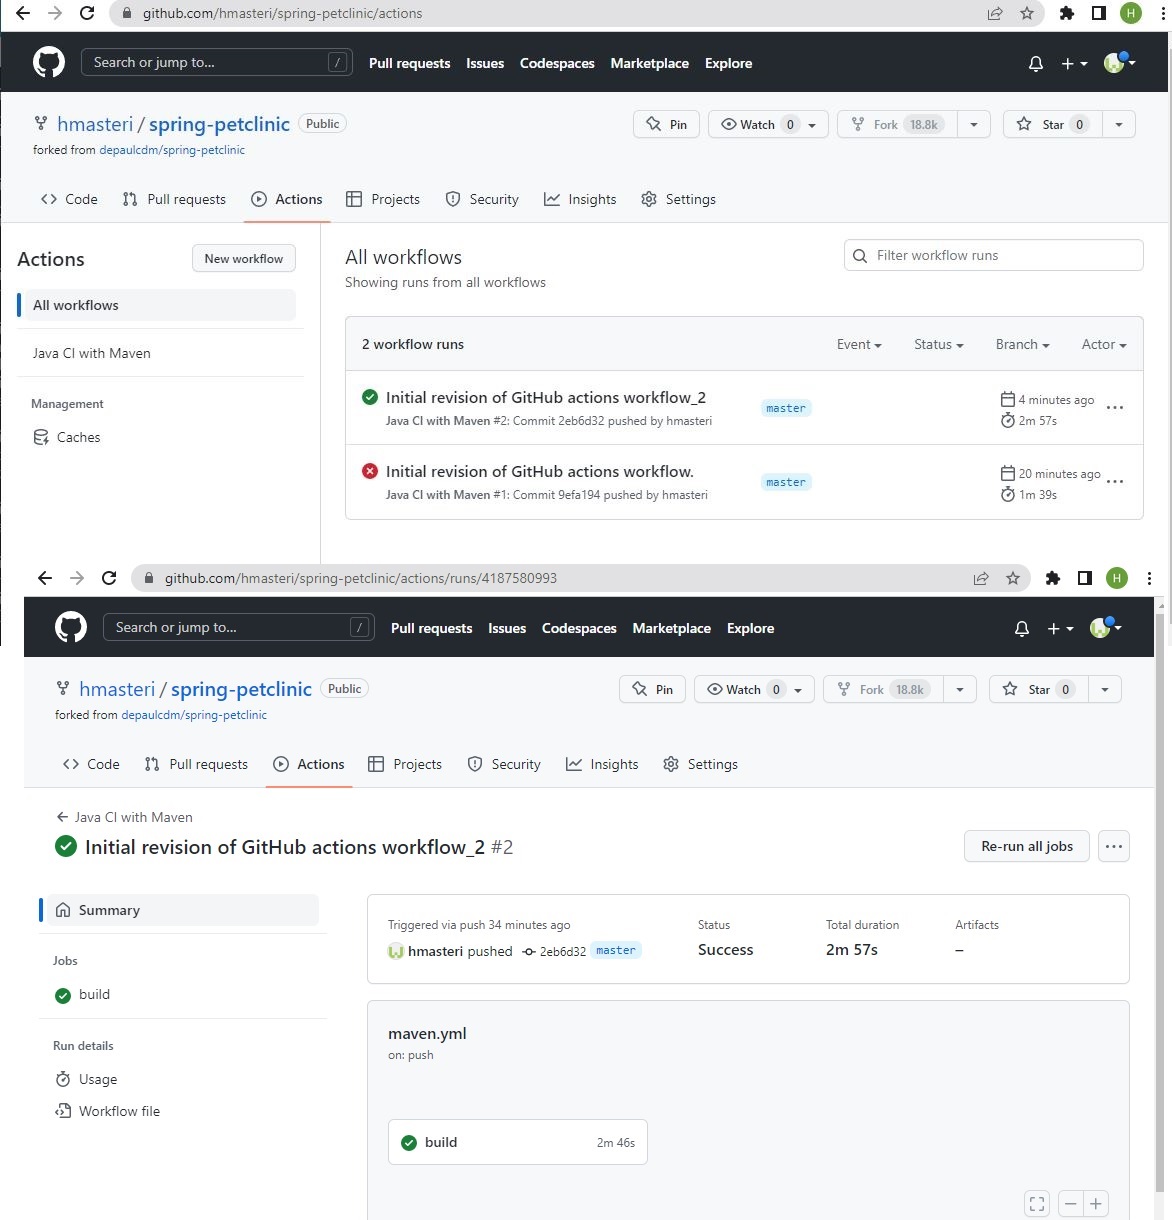 github.com/hmasteri/spring-petclinic/actions
H
Search or jump to... /
Pull requests Issues Codespaces Marketplace Explore
hmasteri / spring-petclinic Public
Pin Watch 0 Fork 18.8k Star 0
forked from depaulcdm/spring-petclinic
Code Pull requests Actions Projects Security Insights Settings
Actions New workflow
All workflows
Java CI with Maven
Management
Caches
All workflows
Showing runs from all workflows
Filter workflow runs
2 workflow runs Event Status Branch Actor
Initial revision of GitHub actions workflow_2
Java CI with Maven #2: Commit 2eb6d32 pushed by hmasteri
master
4 minutes ago
2m 57s
Initial revision of GitHub actions workflow.
Java CI with Maven #1: Commit 9efa194 pushed by hmasteri
master
20 minutes ago
1m 39s
github.com/hmasteri/spring-petclinic/actions/runs/4187580993
H
Search or jump to... /
Pull requests Issues Codespaces Marketplace Explore
hmasteri / spring-petclinic Public
Pin Watch 0 Fork 18.8k Star 0
forked from depaulcdm/spring-petclinic
Code Pull requests Actions Projects Security Insights Settings
Java CI with Maven
Initial revision of GitHub actions workflow_2 #2
Re-run all jobs
Summary
Jobs
build
Run details
Usage
Workflow file
Triggered via push 34 minutes ago Status Total duration Artifacts
hmasteri pushed 2eb6d32 master Success 2m 57s –
maven.yml
on: push
build 2m 46s